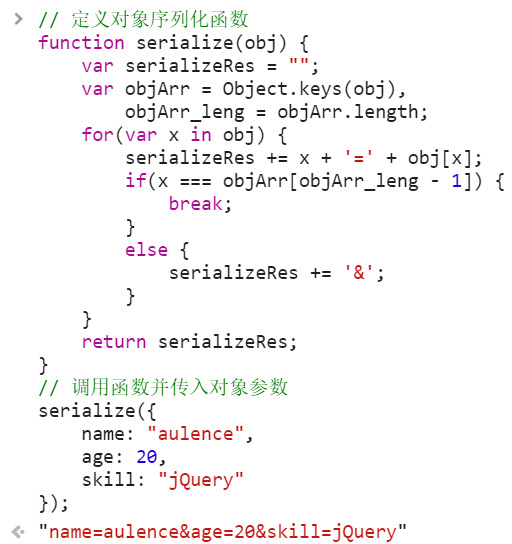 // 定义对象序列化函数
function serialize(obj) {
    var serializeRes = "";
    var objArr = Object.keys(obj),
        objArr_leng = objArr.length;
    for(var x in obj) {
        serializeRes += x + '=' + obj[x];
        if(x === objArr[objArr_leng - 1]) {
            break;
        }
        else {
            serializeRes += '&';
        }
    }
    return serializeRes;
}
// 调用函数并传入对象参数
serialize({
    name: "aulence",
    age: 20,
    skill: "jQuery"
});
"name=aulence&age=20&skill=jQuery"